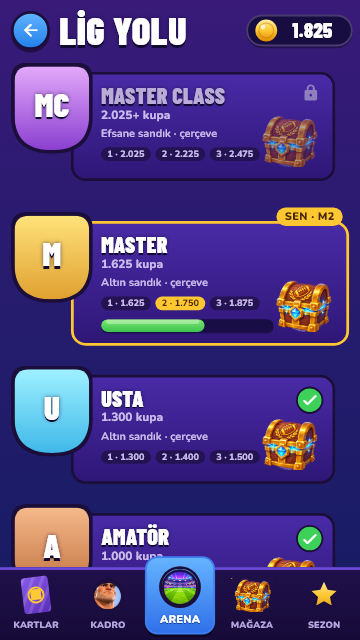 LİG YOLU
1.825
MC
MASTER CLASS
2.025+ kupa
Efsane sandık · çerçeve
1 · 2.025 2 · 2.225 3 · 2.475
SEN · M2
M
MASTER
1.625 kupa
Altın sandık · çerçeve
1 · 1.625 2 · 1.750 3 · 1.875
U
USTA
1.300 kupa
Altın sandık · çerçeve
1 · 1.300 2 · 1.400 3 · 1.500
A
AMATÖR
1.000 kupa
KARTLAR KADRO ARENA MAĞAZA SEZON